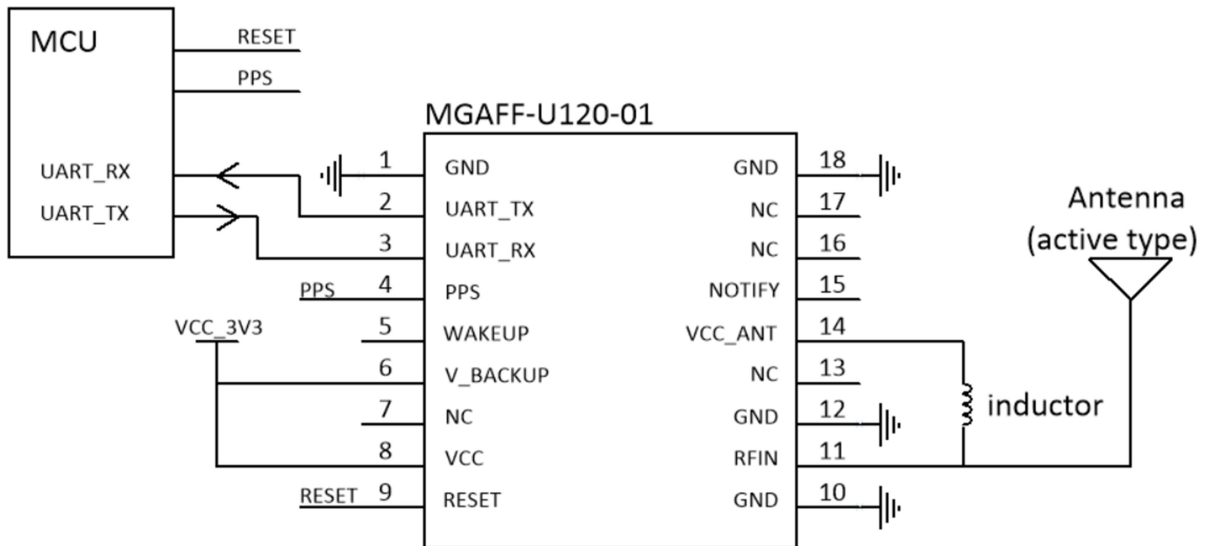 MCU
RESET
PPS
UART_RX
UART_TX
MGAFF-U120-01
1 GND
2 UART_TX
3 UART_RX
PPS 4 PPS
5 WAKEUP
VCC_3V3
6 V_BACKUP
7 NC
8 VCC
RESET 9 RESET
GND 18
NC 17
NC 16
NOTIFY 15
VCC_ANT 14
NC 13
GND 12
RFIN 11
GND 10
inductor
Antenna
(active type)